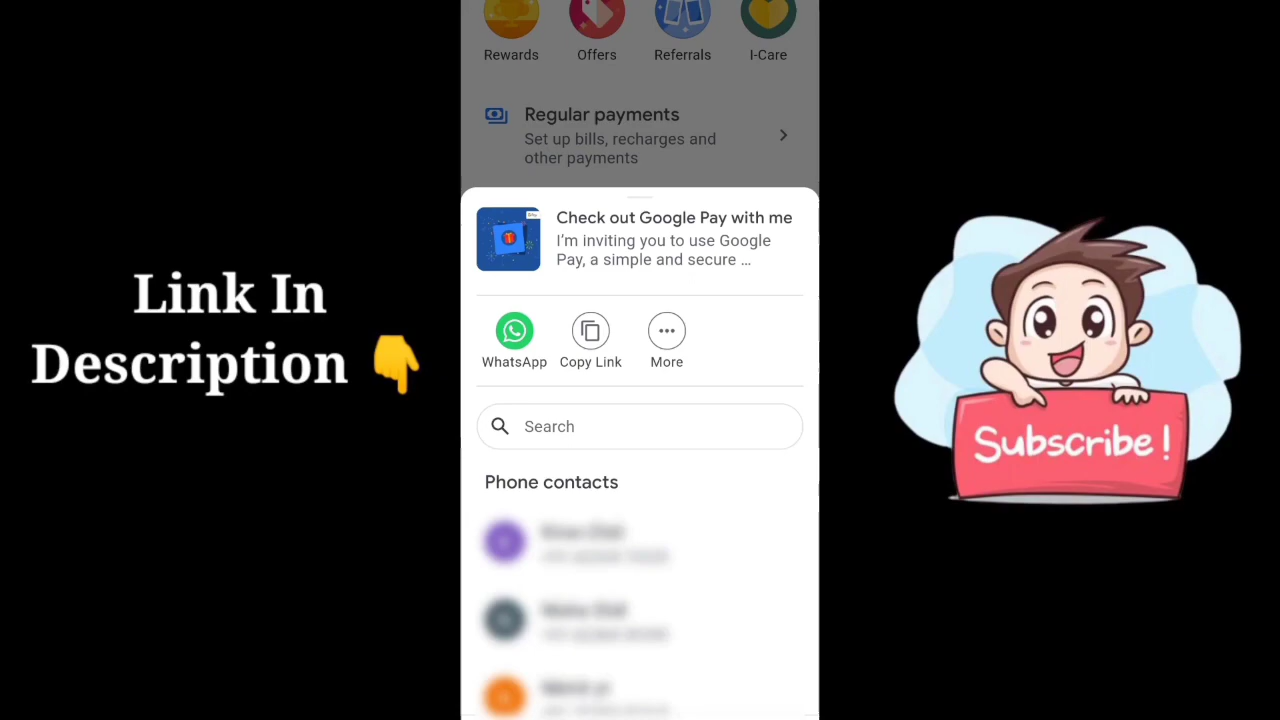 Rewards Offers Referrals I-Care
Regular payments
Set up bills, recharges and
other payments
Check out Google Pay with me
I'm inviting you to use Google
Pay, a simple and secure ...
WhatsApp Copy Link More
Search
Phone contacts
Link In
Description 👇
Subscribe !